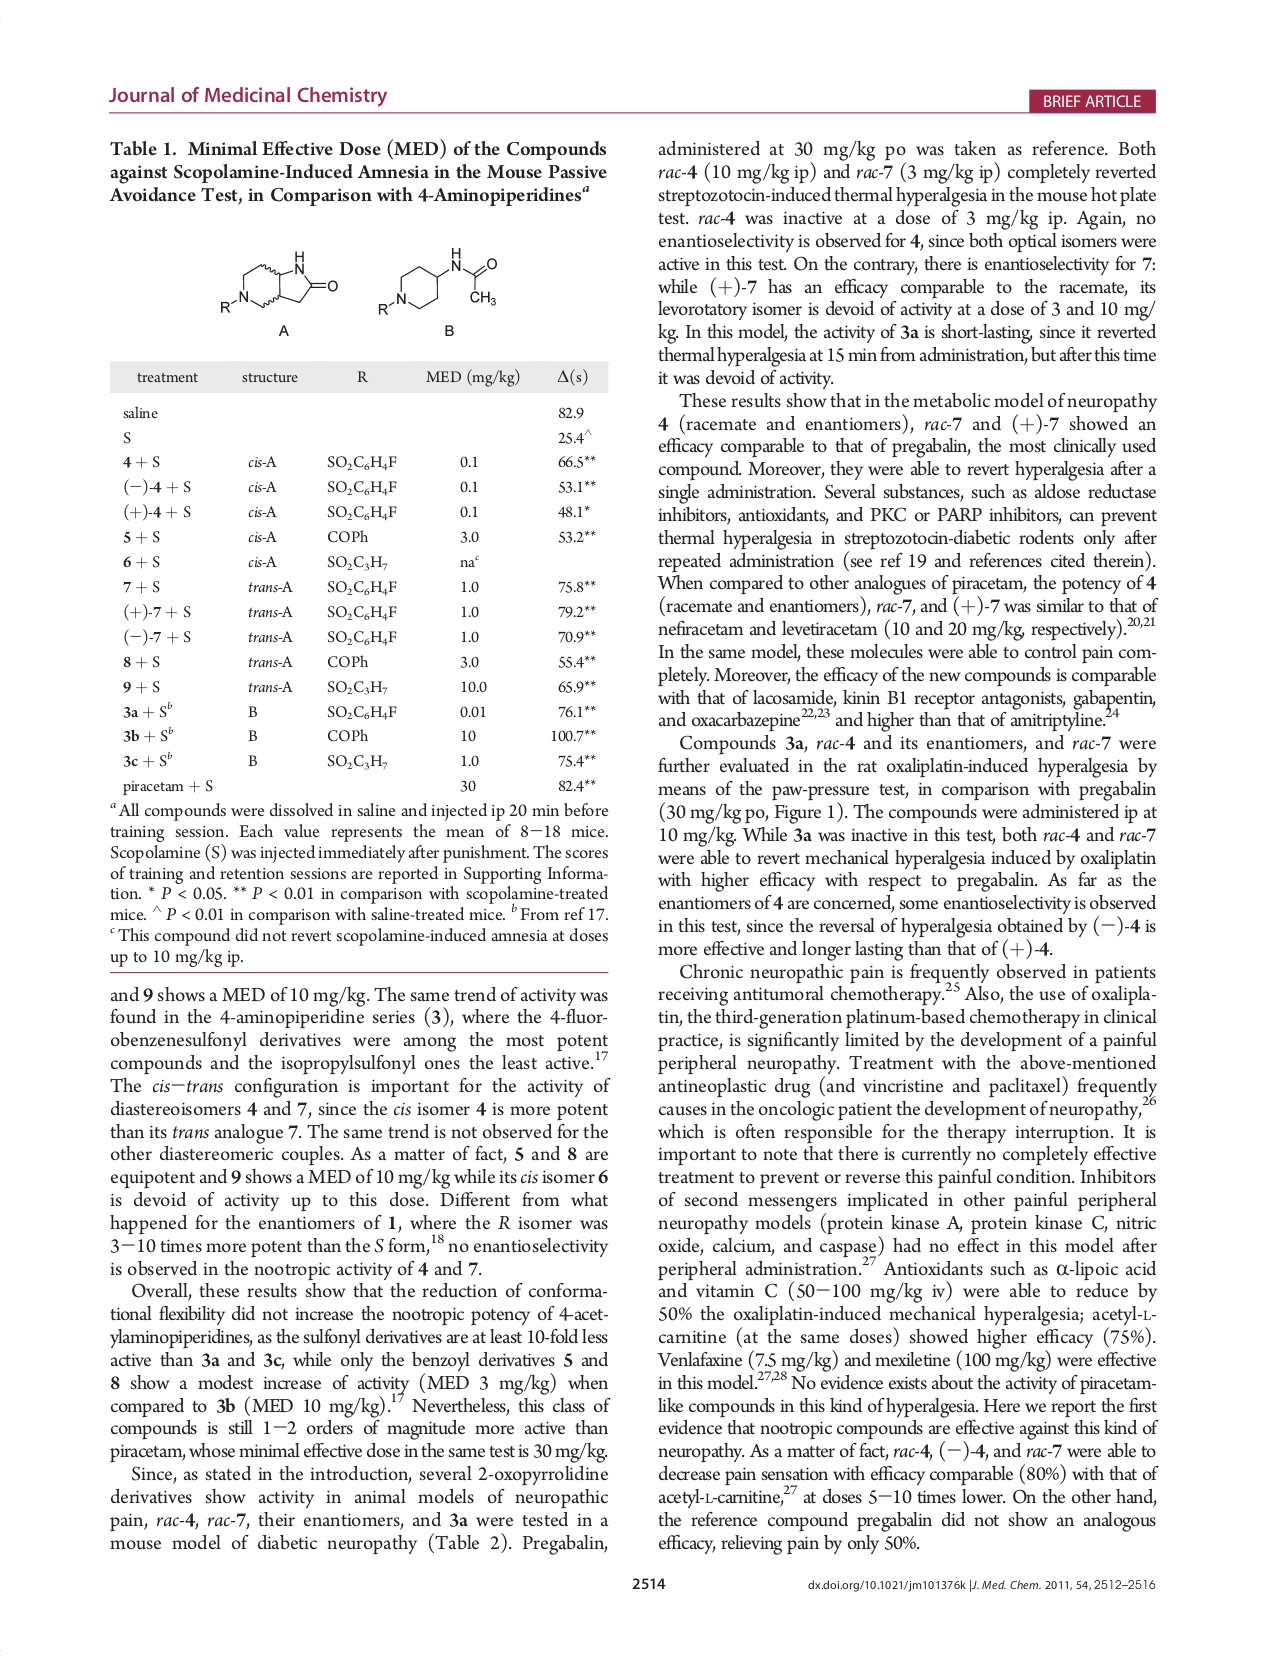 Journal of Medicinal Chemistry
BRIEF ARTICLE
Table 1. Minimal Effective Dose (MED) of the Compounds
against Scopolamine-Induced Amnesia in the Mouse Passive
Avoidance Test, in Comparison with 4-Aminopiperidinesᵃ
H
N
O
N
R
A
H
N
O
CH₃
N
R
B
treatment structure R MED (mg/kg) Δ(s)
saline 82.9
S 25.4^
4 + S cis-A SO₂C₆H₄F 0.1 66.5**
(−)-4 + S cis-A SO₂C₆H₄F 0.1 53.1**
(+)-4 + S cis-A SO₂C₆H₄F 0.1 48.1*
5 + S cis-A COPh 3.0 53.2**
6 + S cis-A SO₂C₃H₇ naᶜ
7 + S trans-A SO₂C₆H₄F 1.0 75.8**
(+)-7 + S trans-A SO₂C₆H₄F 1.0 79.2**
(−)-7 + S trans-A SO₂C₆H₄F 1.0 70.9**
8 + S trans-A COPh 3.0 55.4**
9 + S trans-A SO₂C₃H₇ 10.0 65.9**
3a + Sᵇ B SO₂C₆H₄F 0.01 76.1**
3b + Sᵇ B COPh 10 100.7**
3c + Sᵇ B SO₂C₃H₇ 1.0 75.4**
piracetam + S 30 82.4**
ᵃ All compounds were dissolved in saline and injected ip 20 min before
training session. Each value represents the mean of 8−18 mice.
Scopolamine (S) was injected immediately after punishment. The scores
of training and retention sessions are reported in Supporting Informa-
tion. * P < 0.05. ** P < 0.01 in comparison with scopolamine-treated
mice. ^ P < 0.01 in comparison with saline-treated mice. ᵇ From ref 17.
ᶜ This compound did not revert scopolamine-induced amnesia at doses
up to 10 mg/kg ip.
and 9 shows a MED of 10 mg/kg. The same trend of activity was
found in the 4-aminopiperidine series (3), where the 4-fluor-
obenzenesulfonyl derivatives were among the most potent
compounds and the isopropylsulfonyl ones the least active.¹⁷
The cis−trans configuration is important for the activity of
diastereoisomers 4 and 7, since the cis isomer 4 is more potent
than its trans analogue 7. The same trend is not observed for the
other diastereomeric couples. As a matter of fact, 5 and 8 are
equipotent and 9 shows a MED of 10 mg/kg while its cis isomer 6
is devoid of activity up to this dose. Different from what
happened for the enantiomers of 1, where the R isomer was
3−10 times more potent than the S form,¹⁸ no enantioselectivity
is observed in the nootropic activity of 4 and 7.
Overall, these results show that the reduction of conforma-
tional flexibility did not increase the nootropic potency of 4-acet-
ylaminopiperidines, as the sulfonyl derivatives are at least 10-fold less
active than 3a and 3c, while only the benzoyl derivatives 5 and
8 show a modest increase of activity (MED 3 mg/kg) when
compared to 3b (MED 10 mg/kg).¹⁷ Nevertheless, this class of
compounds is still 1−2 orders of magnitude more active than
piracetam, whose minimal effective dose in the same test is 30 mg/kg.
Since, as stated in the introduction, several 2-oxopyrrolidine
derivatives show activity in animal models of neuropathic
pain, rac-4, rac-7, their enantiomers, and 3a were tested in a
mouse model of diabetic neuropathy (Table 2). Pregabalin,
administered at 30 mg/kg po was taken as reference. Both
rac-4 (10 mg/kg ip) and rac-7 (3 mg/kg ip) completely reverted
streptozotocin-induced thermal hyperalgesia in the mouse hot plate
test. rac-4 was inactive at a dose of 3 mg/kg ip. Again, no
enantioselectivity is observed for 4, since both optical isomers were
active in this test. On the contrary, there is enantioselectivity for 7:
while (+)-7 has an efficacy comparable to the racemate, its
levorotatory isomer is devoid of activity at a dose of 3 and 10 mg/
kg. In this model, the activity of 3a is short-lasting, since it reverted
thermal hyperalgesia at 15 min from administration, but after this time
it was devoid of activity.
These results show that in the metabolic model of neuropathy
4 (racemate and enantiomers), rac-7 and (+)-7 showed an
efficacy comparable to that of pregabalin, the most clinically used
compound. Moreover, they were able to revert hyperalgesia after a
single administration. Several substances, such as aldose reductase
inhibitors, antioxidants, and PKC or PARP inhibitors, can prevent
thermal hyperalgesia in streptozotocin-diabetic rodents only after
repeated administration (see ref 19 and references cited therein).
When compared to other analogues of piracetam, the potency of 4
(racemate and enantiomers), rac-7, and (+)-7 was similar to that of
nefiracetam and levetiracetam (10 and 20 mg/kg, respectively).²⁰,²¹
In the same model, these molecules were able to control pain com-
pletely. Moreover, the efficacy of the new compounds is comparable
with that of lacosamide, kinin B1 receptor antagonists, gabapentin,
and oxacarbazepine²²,²³ and higher than that of amitriptyline.²⁴
Compounds 3a, rac-4 and its enantiomers, and rac-7 were
further evaluated in the rat oxaliplatin-induced hyperalgesia by
means of the paw-pressure test, in comparison with pregabalin
(30 mg/kg po, Figure 1). The compounds were administered ip at
10 mg/kg. While 3a was inactive in this test, both rac-4 and rac-7
were able to revert mechanical hyperalgesia induced by oxaliplatin
with higher efficacy with respect to pregabalin. As far as the
enantiomers of 4 are concerned, some enantioselectivity is observed
in this test, since the reversal of hyperalgesia obtained by (−)-4 is
more effective and longer lasting than that of (+)-4.
Chronic neuropathic pain is frequently observed in patients
receiving antitumoral chemotherapy.²⁵ Also, the use of oxalipla-
tin, the third-generation platinum-based chemotherapy in clinical
practice, is significantly limited by the development of a painful
peripheral neuropathy. Treatment with the above-mentioned
antineoplastic drug (and vincristine and paclitaxel) frequently
causes in the oncologic patient the development of neuropathy,²⁶
which is often responsible for the therapy interruption. It is
important to note that there is currently no completely effective
treatment to prevent or reverse this painful condition. Inhibitors
of second messengers implicated in other painful peripheral
neuropathy models (protein kinase A, protein kinase C, nitric
oxide, calcium, and caspase) had no effect in this model after
peripheral administration.²⁷ Antioxidants such as α-lipoic acid
and vitamin C (50−100 mg/kg iv) were able to reduce by
50% the oxaliplatin-induced mechanical hyperalgesia; acetyl-L-
carnitine (at the same doses) showed higher efficacy (75%).
Venlafaxine (7.5 mg/kg) and mexiletine (100 mg/kg) were effective
in this model.²⁷,²⁸ No evidence exists about the activity of piracetam-
like compounds in this kind of hyperalgesia. Here we report the first
evidence that nootropic compounds are effective against this kind of
neuropathy. As a matter of fact, rac-4, (−)-4, and rac-7 were able to
decrease pain sensation with efficacy comparable (80%) with that of
acetyl-L-carnitine,²⁷ at doses 5−10 times lower. On the other hand,
the reference compound pregabalin did not show an analogous
efficacy, relieving pain by only 50%.
2514
dx.doi.org/10.1021/jm101376k |J. Med. Chem. 2011, 54, 2512–2516